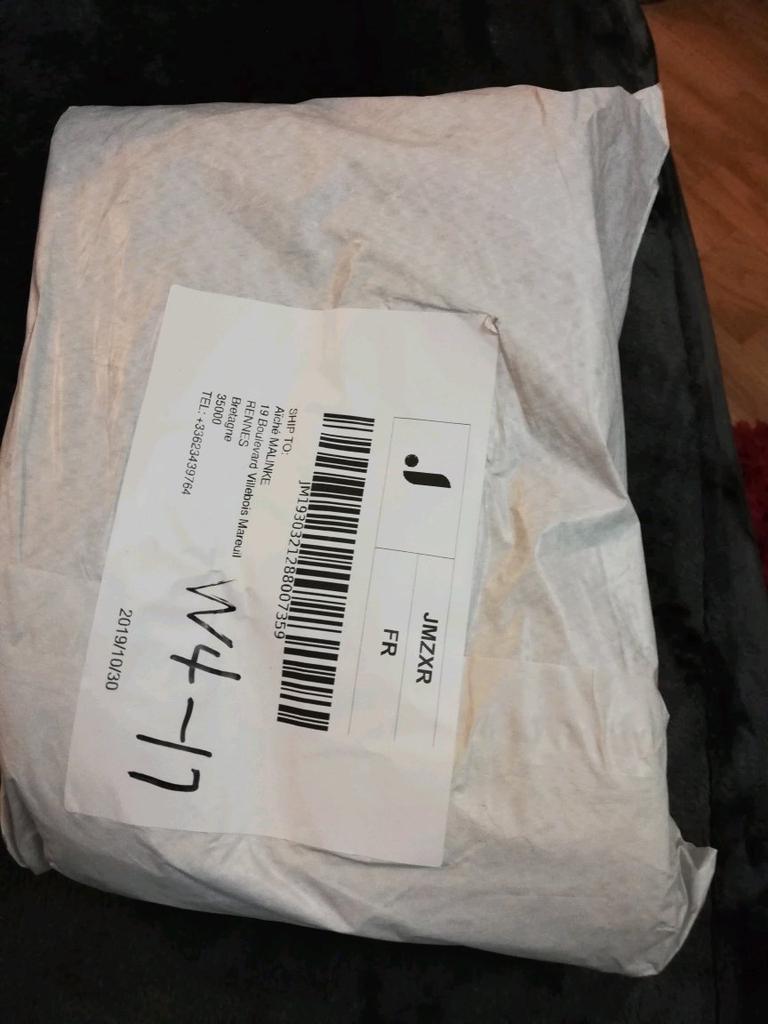 JMZXR
FR
JM1930321288007359
SHIP TO:
Aïché MALINKE
19 Boulevard Villebois Mareuil
RENNES
Bretagne
35000
TEL: +33623439764
W4-17
2019/10/30